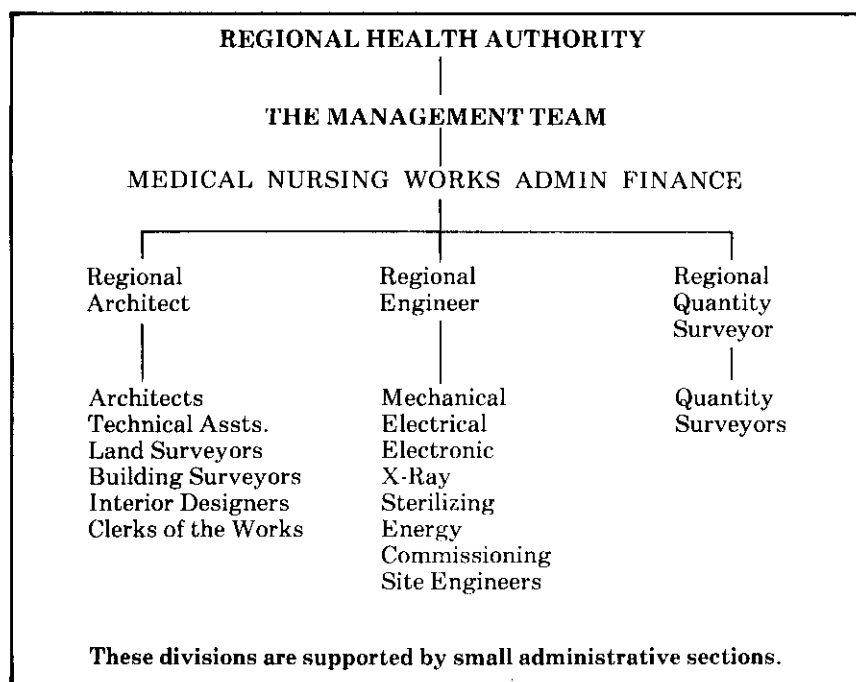 REGIONAL HEALTH AUTHORITY
THE MANAGEMENT TEAM
MEDICAL NURSING WORKS ADMIN FINANCE
Regional
Architect
Regional
Engineer
Regional
Quantity
Surveyor
Architects
Technical Assts.
Land Surveyors
Building Surveyors
Interior Designers
Clerks of the Works
Mechanical
Electrical
Electronic
X-Ray
Sterilizing
Energy
Commissioning
Site Engineers
Quantity
Surveyors
These divisions are supported by small administrative sections.